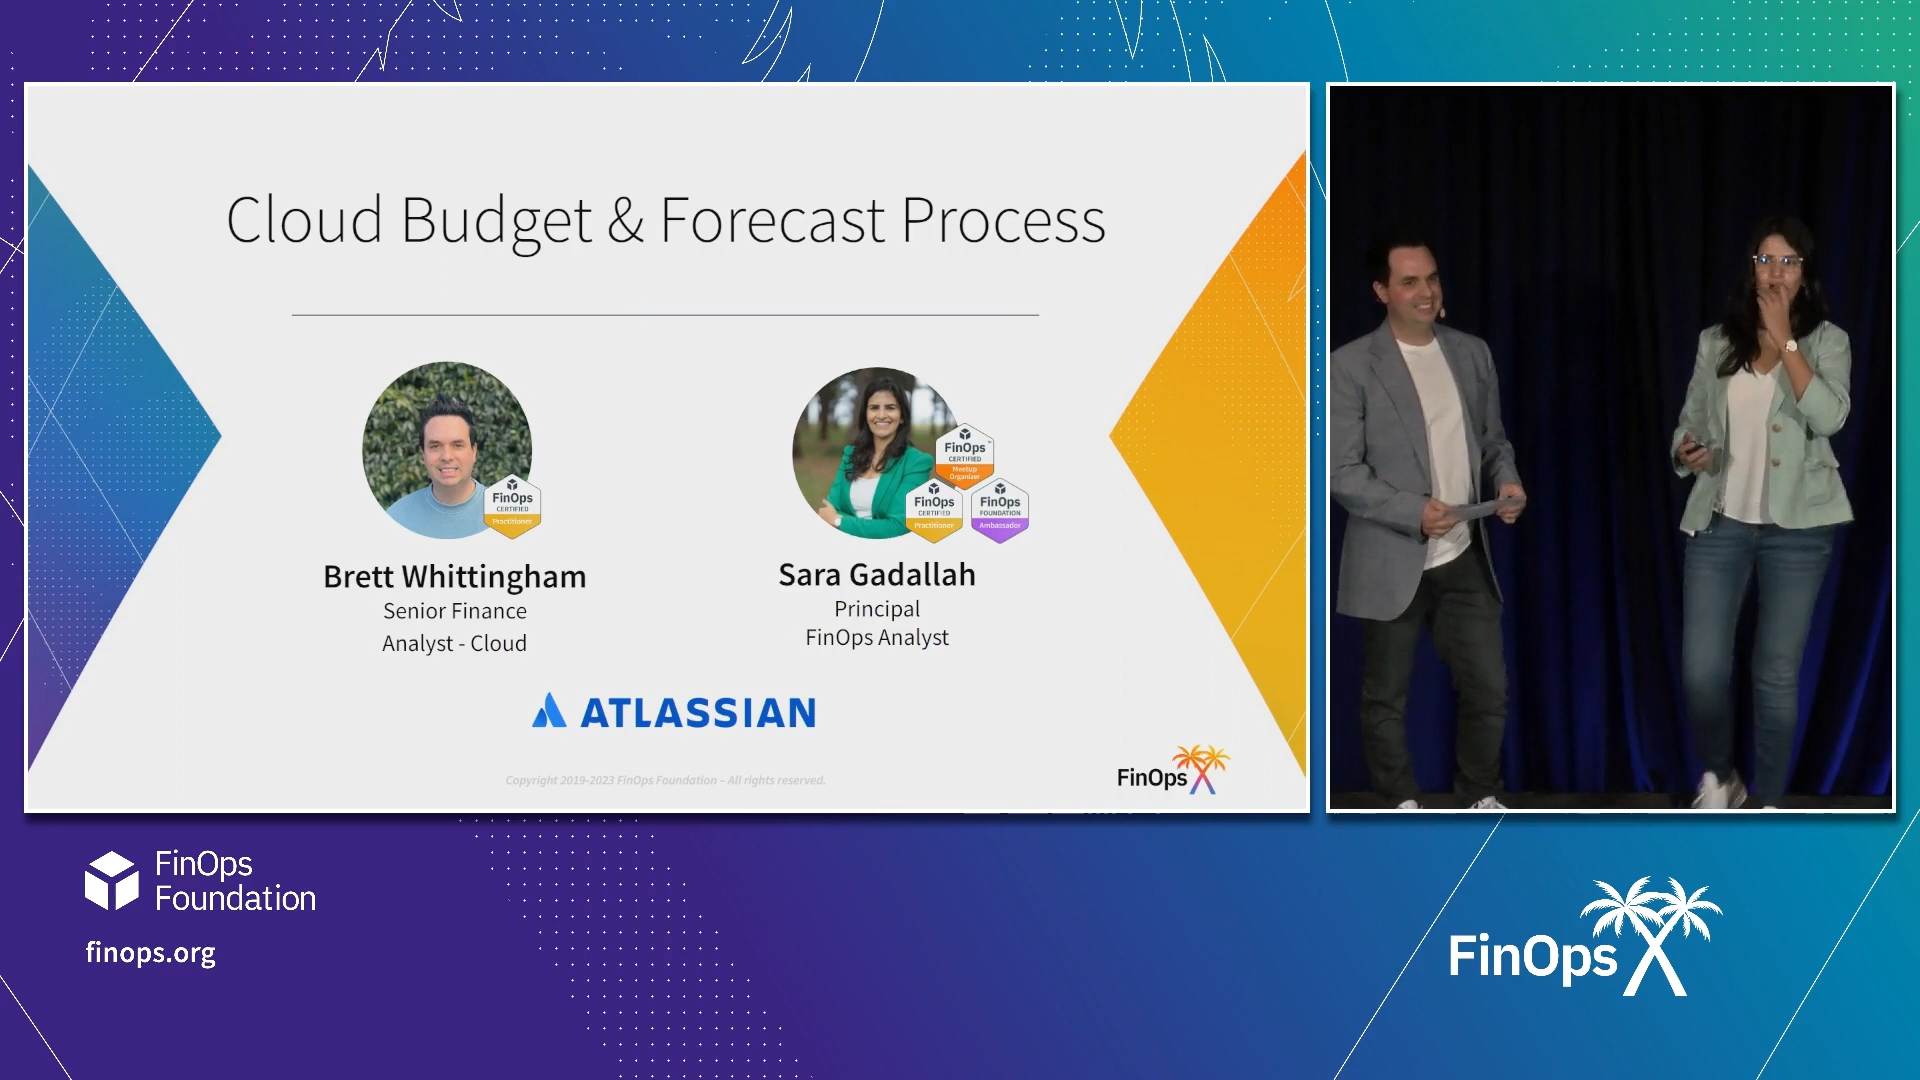 Cloud Budget & Forecast Process
FinOps
CERTIFIED
Practitioner
FinOps
CERTIFIED
Meetup
Organizer
FinOps
CERTIFIED
Practitioner
FinOps
FOUNDATION
Ambassador
Brett Whittingham
Senior Finance
Analyst - Cloud
Sara Gadallah
Principal
FinOps Analyst
ATLASSIAN
Copyright 2019-2023 FinOps Foundation – All rights reserved.
FinOps X
FinOps
Foundation
finops.org
FinOps X